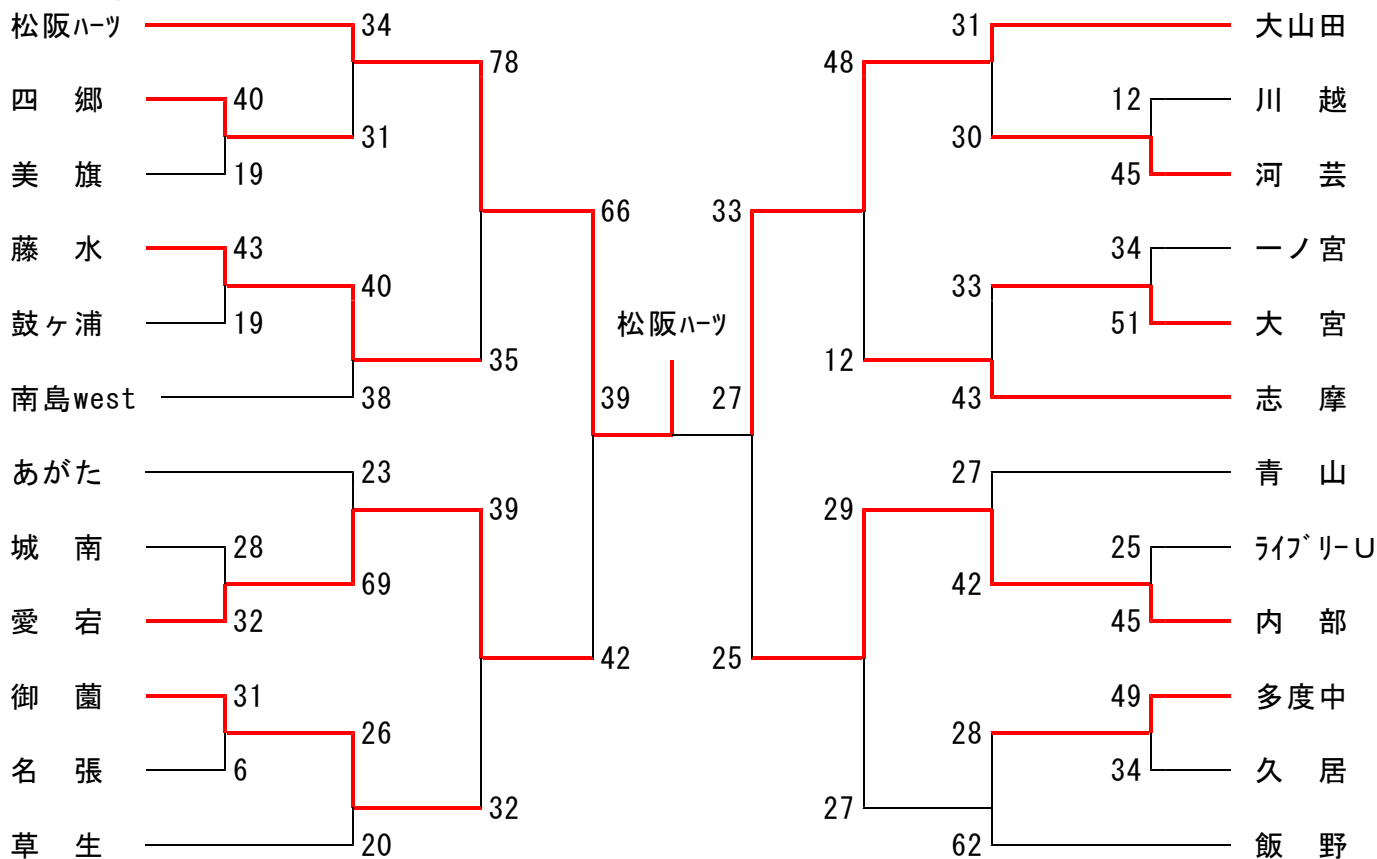 松阪ﾊｰﾂ 34 31 大山田
78 48
四　郷 40 12 川　越
31 30
美　旗 19 45 河　芸
66 33
藤　水 43 34 一ノ宮
40 33
鼓ヶ浦 19 松阪ﾊｰﾂ 51 大　宮
35 12
南島west 38 39 27 43 志　摩
あがた 23 27 青　山
39 29
城　南 28 25 ﾗｲﾌﾞﾘｰU
69 42
愛　宕 32 45 内　部
42 25
御　薗 31 49 多度中
26 28
名　張 6 34 久　居
32 27
草　生 20 62 飯　野